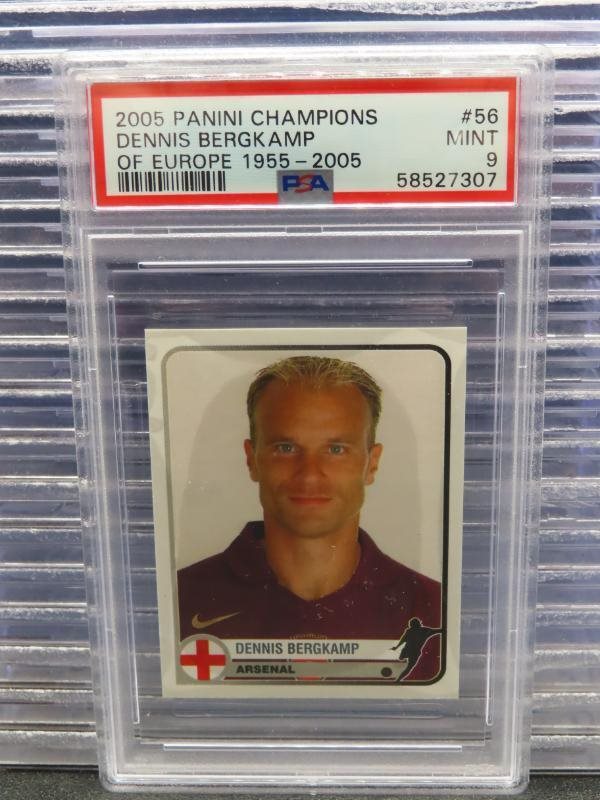 2005 PANINI CHAMPIONS #56
DENNIS BERGKAMP MINT
OF EUROPE 1955 - 2005 9
PSA 58527307
DENNIS BERGKAMP
ARSENAL